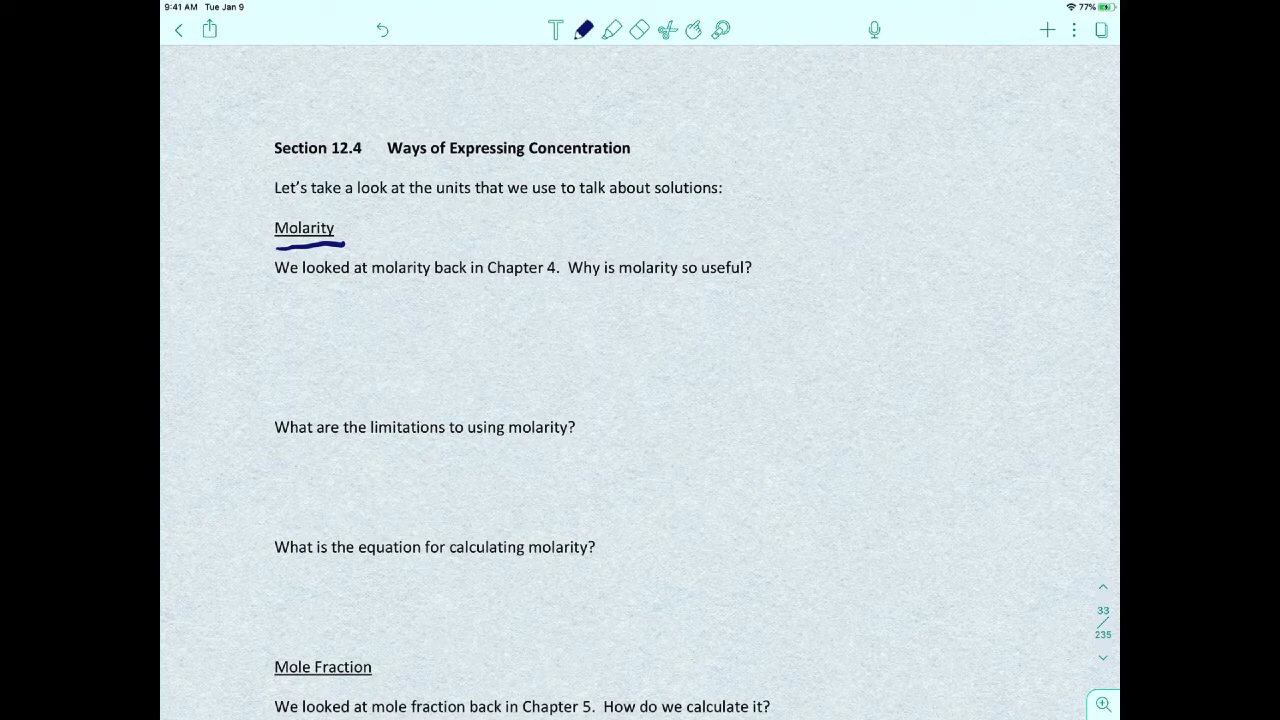 9:41 AM Tue Jan 9
77%
Section 12.4 Ways of Expressing Concentration
Let's take a look at the units that we use to talk about solutions:
Molarity
We looked at molarity back in Chapter 4. Why is molarity so useful?
What are the limitations to using molarity?
What is the equation for calculating molarity?
33
/
235
Mole Fraction
We looked at mole fraction back in Chapter 5. How do we calculate it?